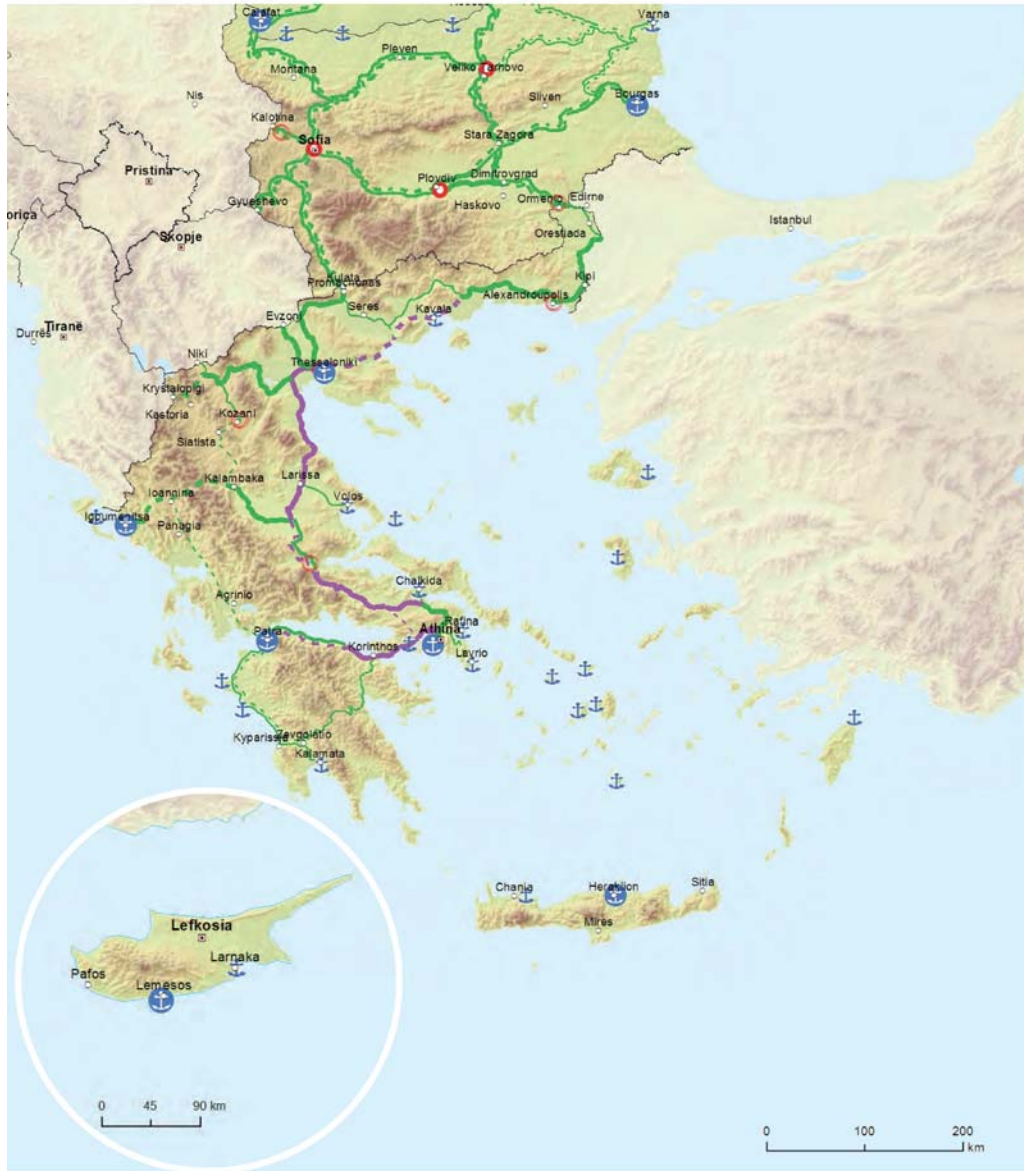 Calafat
Varna
Pleven
Montana
Veliko Tarnovo
Nis
Sliven
Bourgas
Kalotina
Sofia
Stara Zagora
Pristina
Plovdiv
Dimitrovgrad
Gyueshevo
Haskovo
Ormenio
Edirne
orica
Istanbul
Orestiada
Skopje
Kulata
Promachonas
Kipi
Seres
Alexandroupolis
Evzoni
Kavala
Durrës
Tiranë
Niki
Thessaloniki
Krystalopigi
Kastoria
Kozani
Siatista
Kalambaka
Larissa
Ioannina
Volos
Igoumenitsa
Panagia
Chalkida
Agrinio
Rafina
Patra
Athina
Korinthos
Lavrio
Kyparissia
Zevgolatio
Kalamata
Chania
Heraklion
Sitia
Mires
Lefkosia
Larnaka
Pafos
Lemesos
0 45 90 km
0 100 200
km